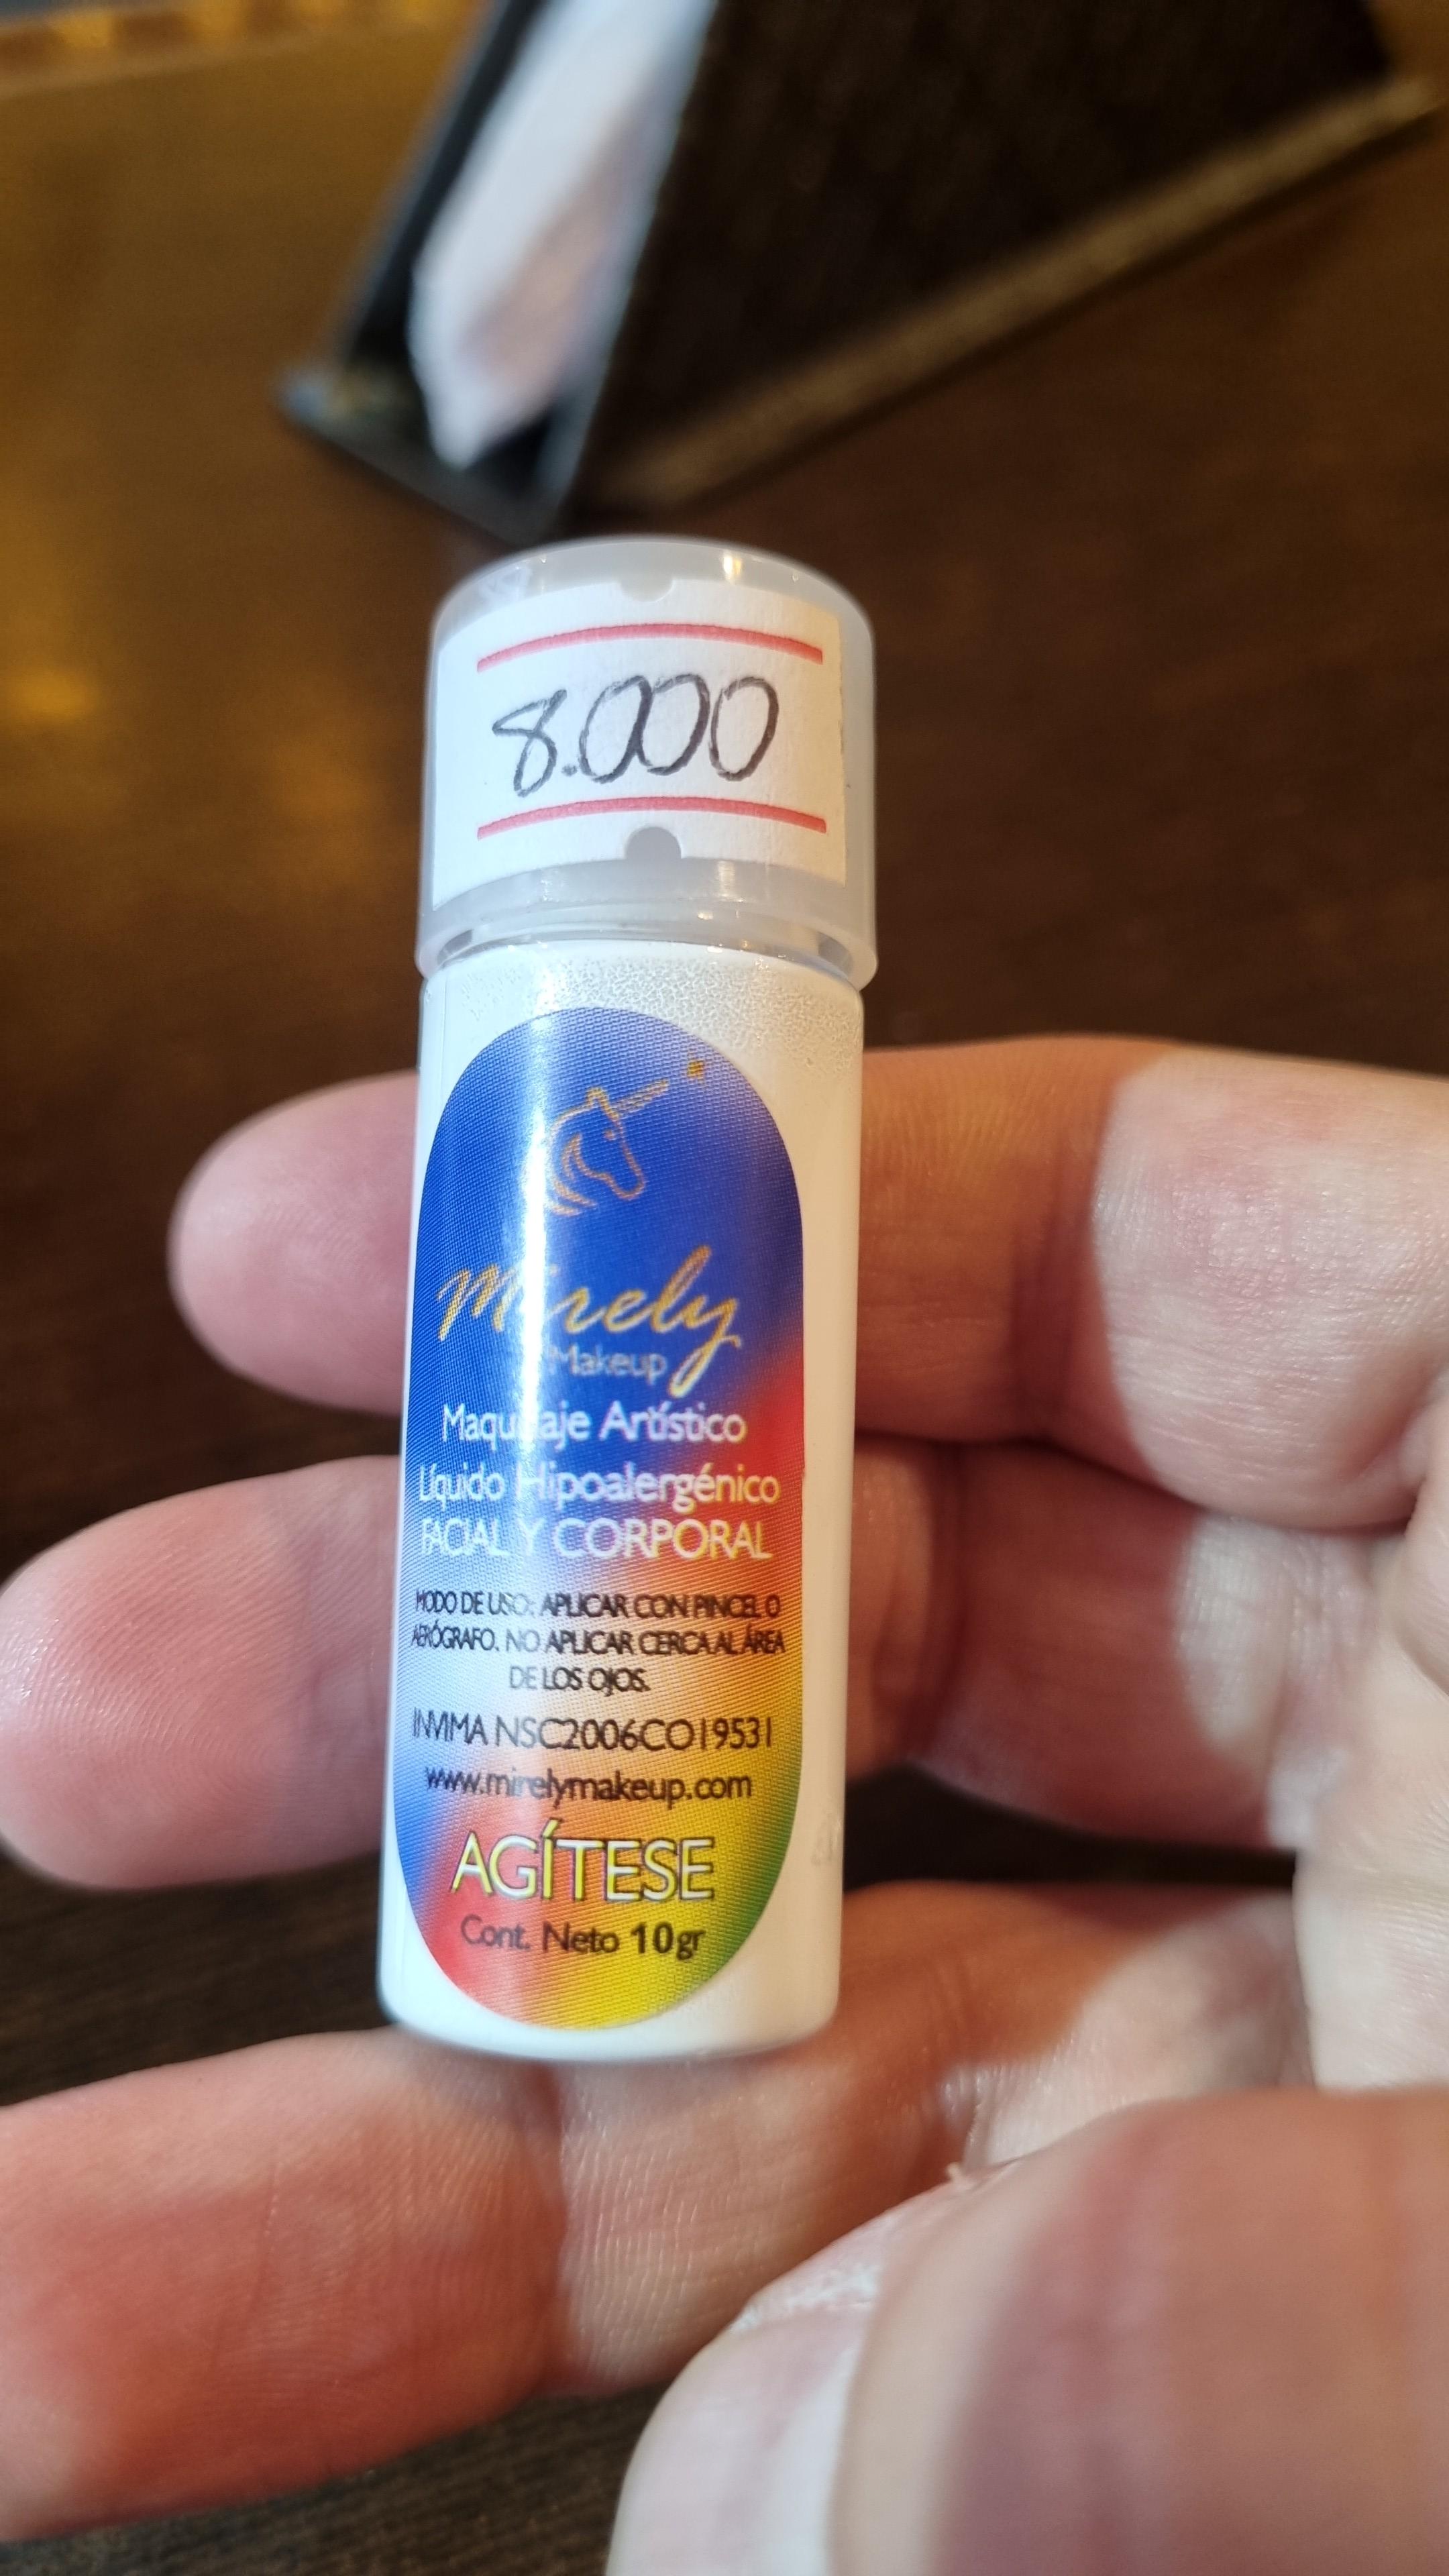 8.000
Mirely
Makeup
Maquillaje Artístico
Líquido Hipoalergénico
FACIAL Y CORPORAL
MODO DE USO: APLICAR CON PINCEL O
AERÓGRAFO. NO APLICAR CERCA AL ÁREA
DE LOS OJOS.
INVIMA NSC2006CO19531
www.mirelymakeup.com
AGÍTESE
Cont. Neto 10gr